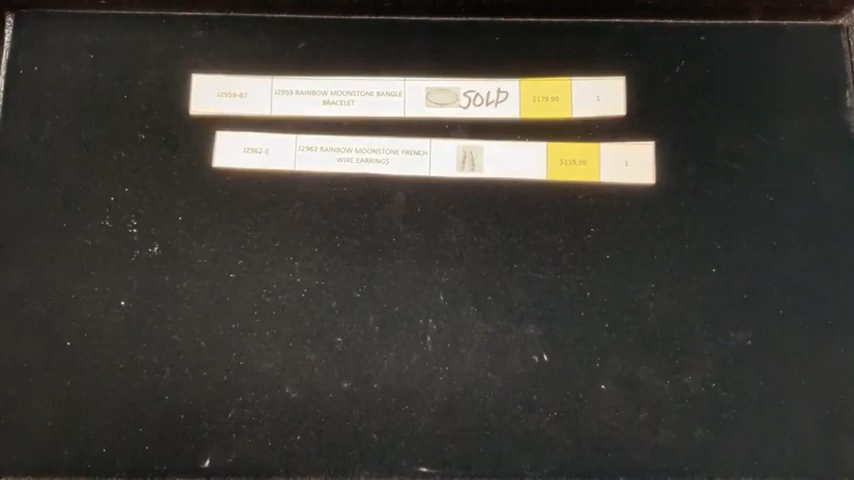 J2959-B7
J2959 RAINBOW MOONSTONE BANGLE
BRACELET
SOLD
$179.99
1
J2962-E
J2962 RAINBOW MOONSTONE FRENCH
WIRE EARRINGS
$119.99
1